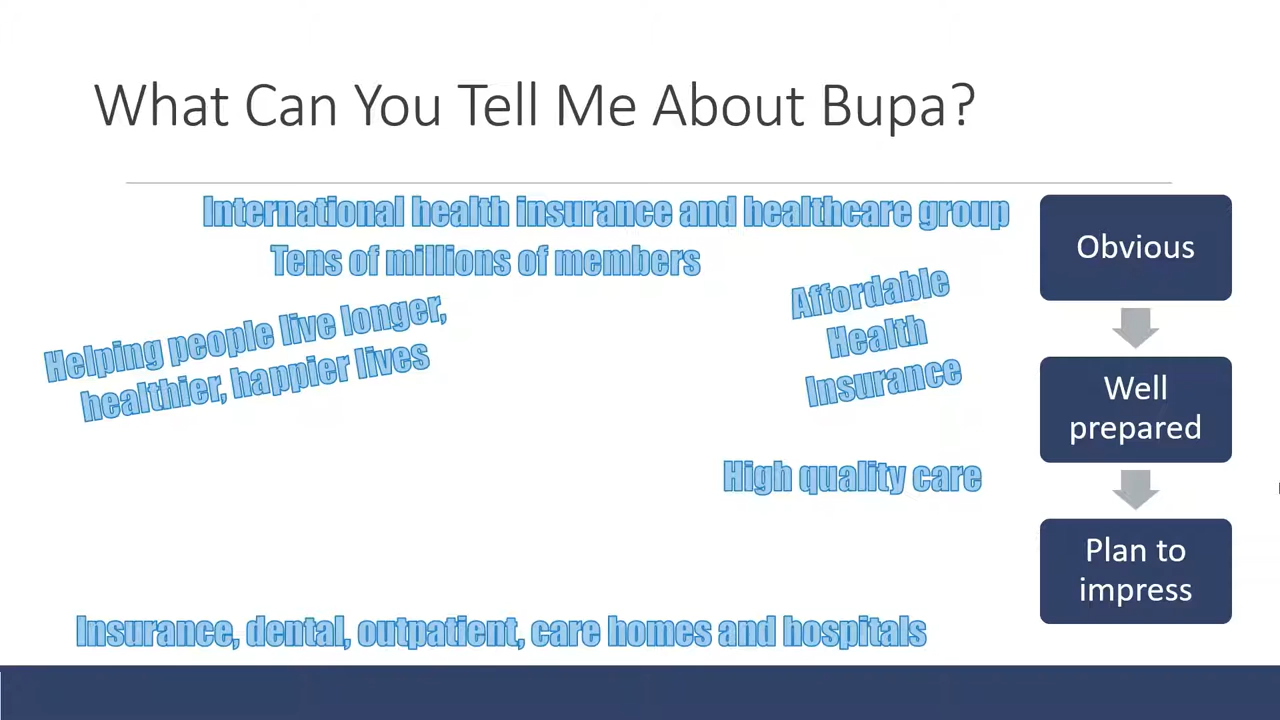 What Can You Tell Me About Bupa?
International health insurance and healthcare group
Tens of millions of members
Helping people live longer,
healthier, happier lives
Affordable
Health
Insurance
High quality care
Insurance, dental, outpatient, care homes and hospitals
Obvious
Well
prepared
Plan to
impress